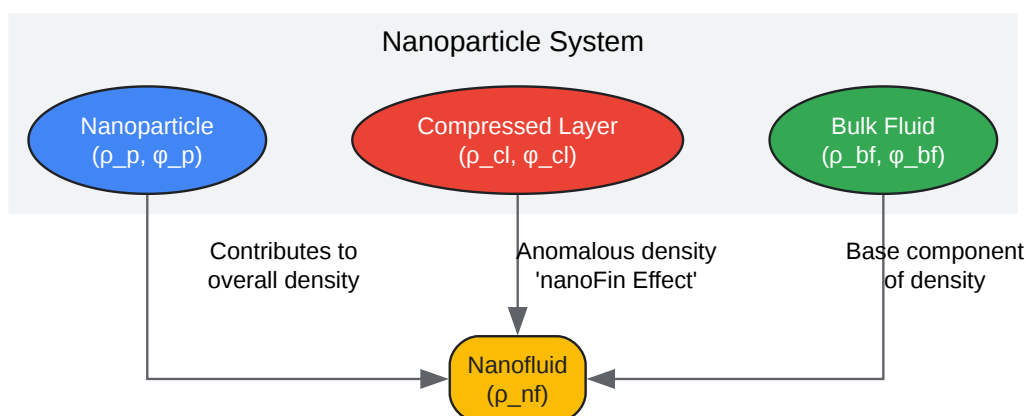 Nanoparticle System
Nanoparticle
(ρ_p, φ_p)
Compressed Layer
(ρ_cl, φ_cl)
Bulk Fluid
(ρ_bf, φ_bf)
Contributes to
overall density
Anomalous density
'nanoFin Effect'
Base component
of density
Nanofluid
(ρ_nf)